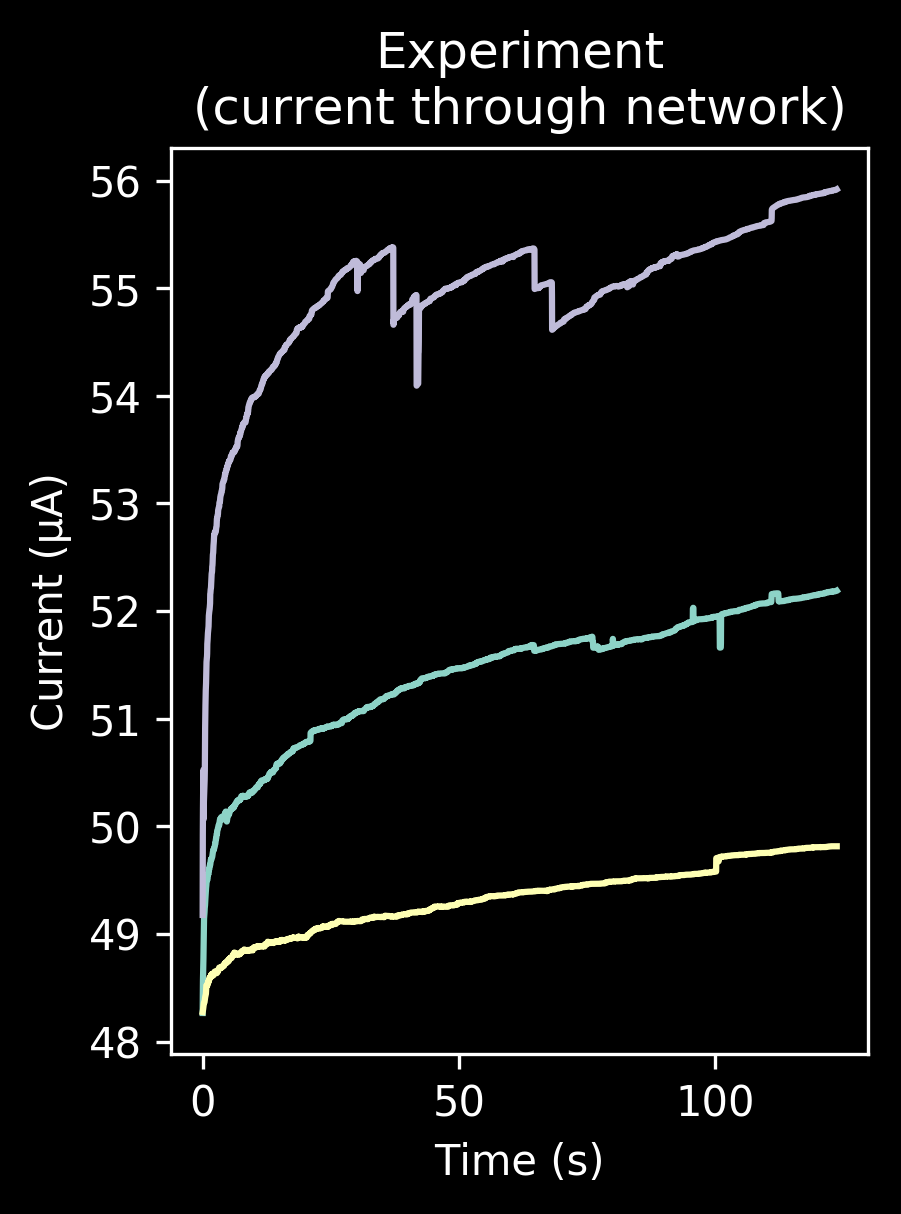 Experiment
(current through network)
56
55
54
53
52
51
50
49
48
Current (µA)
0 50 100
Time (s)